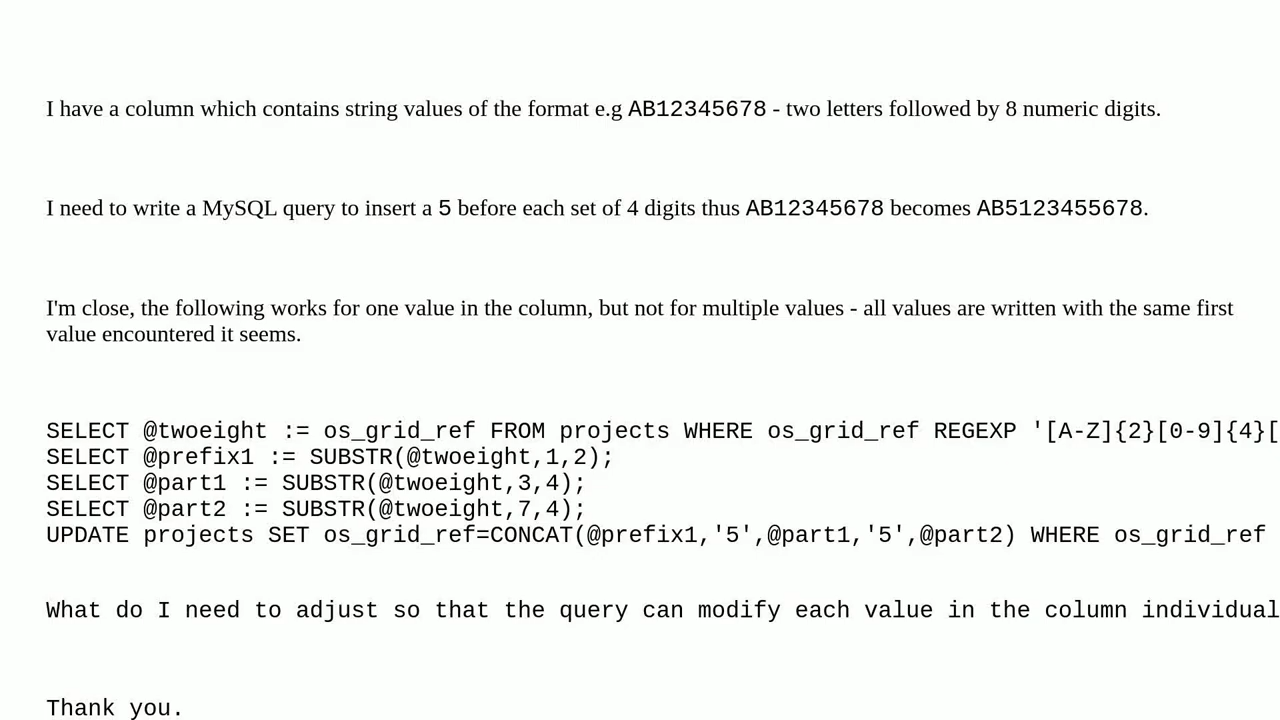 I have a column which contains string values of the format e.g AB12345678 - two letters followed by 8 numeric digits.
I need to write a MySQL query to insert a 5 before each set of 4 digits thus AB12345678 becomes AB5123455678.
I'm close, the following works for one value in the column, but not for multiple values - all values are written with the same first
value encountered it seems.
SELECT @twoeight := os_grid_ref FROM projects WHERE os_grid_ref REGEXP '[A-Z]{2}[0-9]{4}[
SELECT @prefix1 := SUBSTR(@twoeight,1,2);
SELECT @part1 := SUBSTR(@twoeight,3,4);
SELECT @part2 := SUBSTR(@twoeight,7,4);
UPDATE projects SET os_grid_ref=CONCAT(@prefix1,'5',@part1,'5',@part2) WHERE os_grid_ref
What do I need to adjust so that the query can modify each value in the column individual
Thank you.